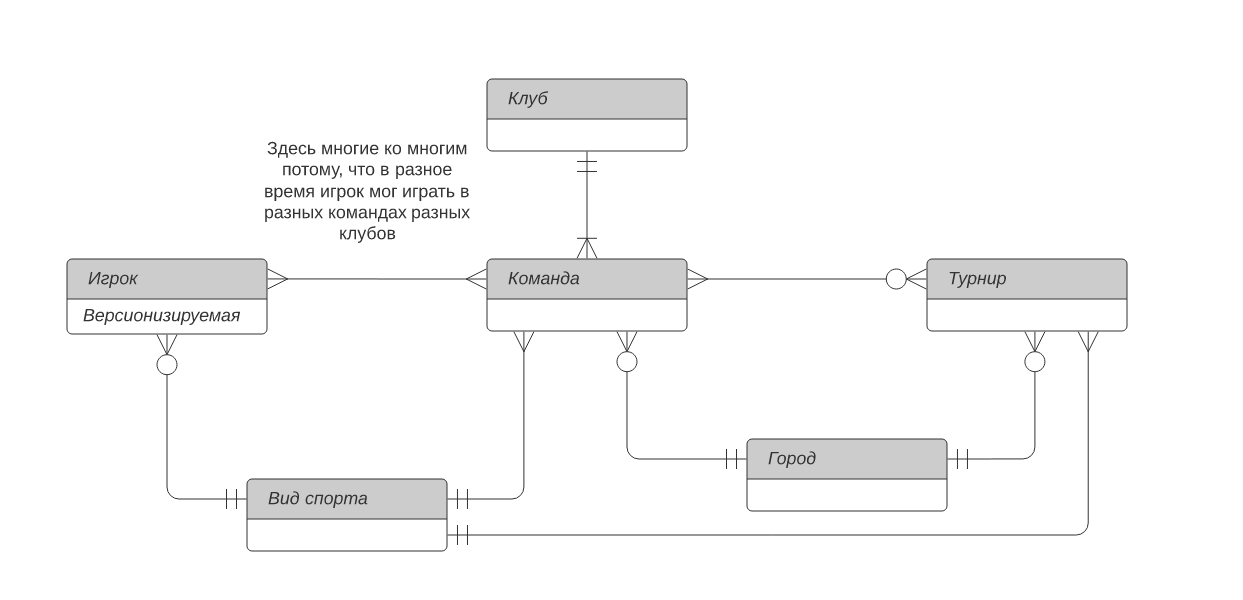 Клуб
Здесь многие ко многим
потому, что в разное
время игрок мог играть в
разных командах разных
клубов
Игрок
Версионизируемая
Команда
Турнир
Город
Вид спорта